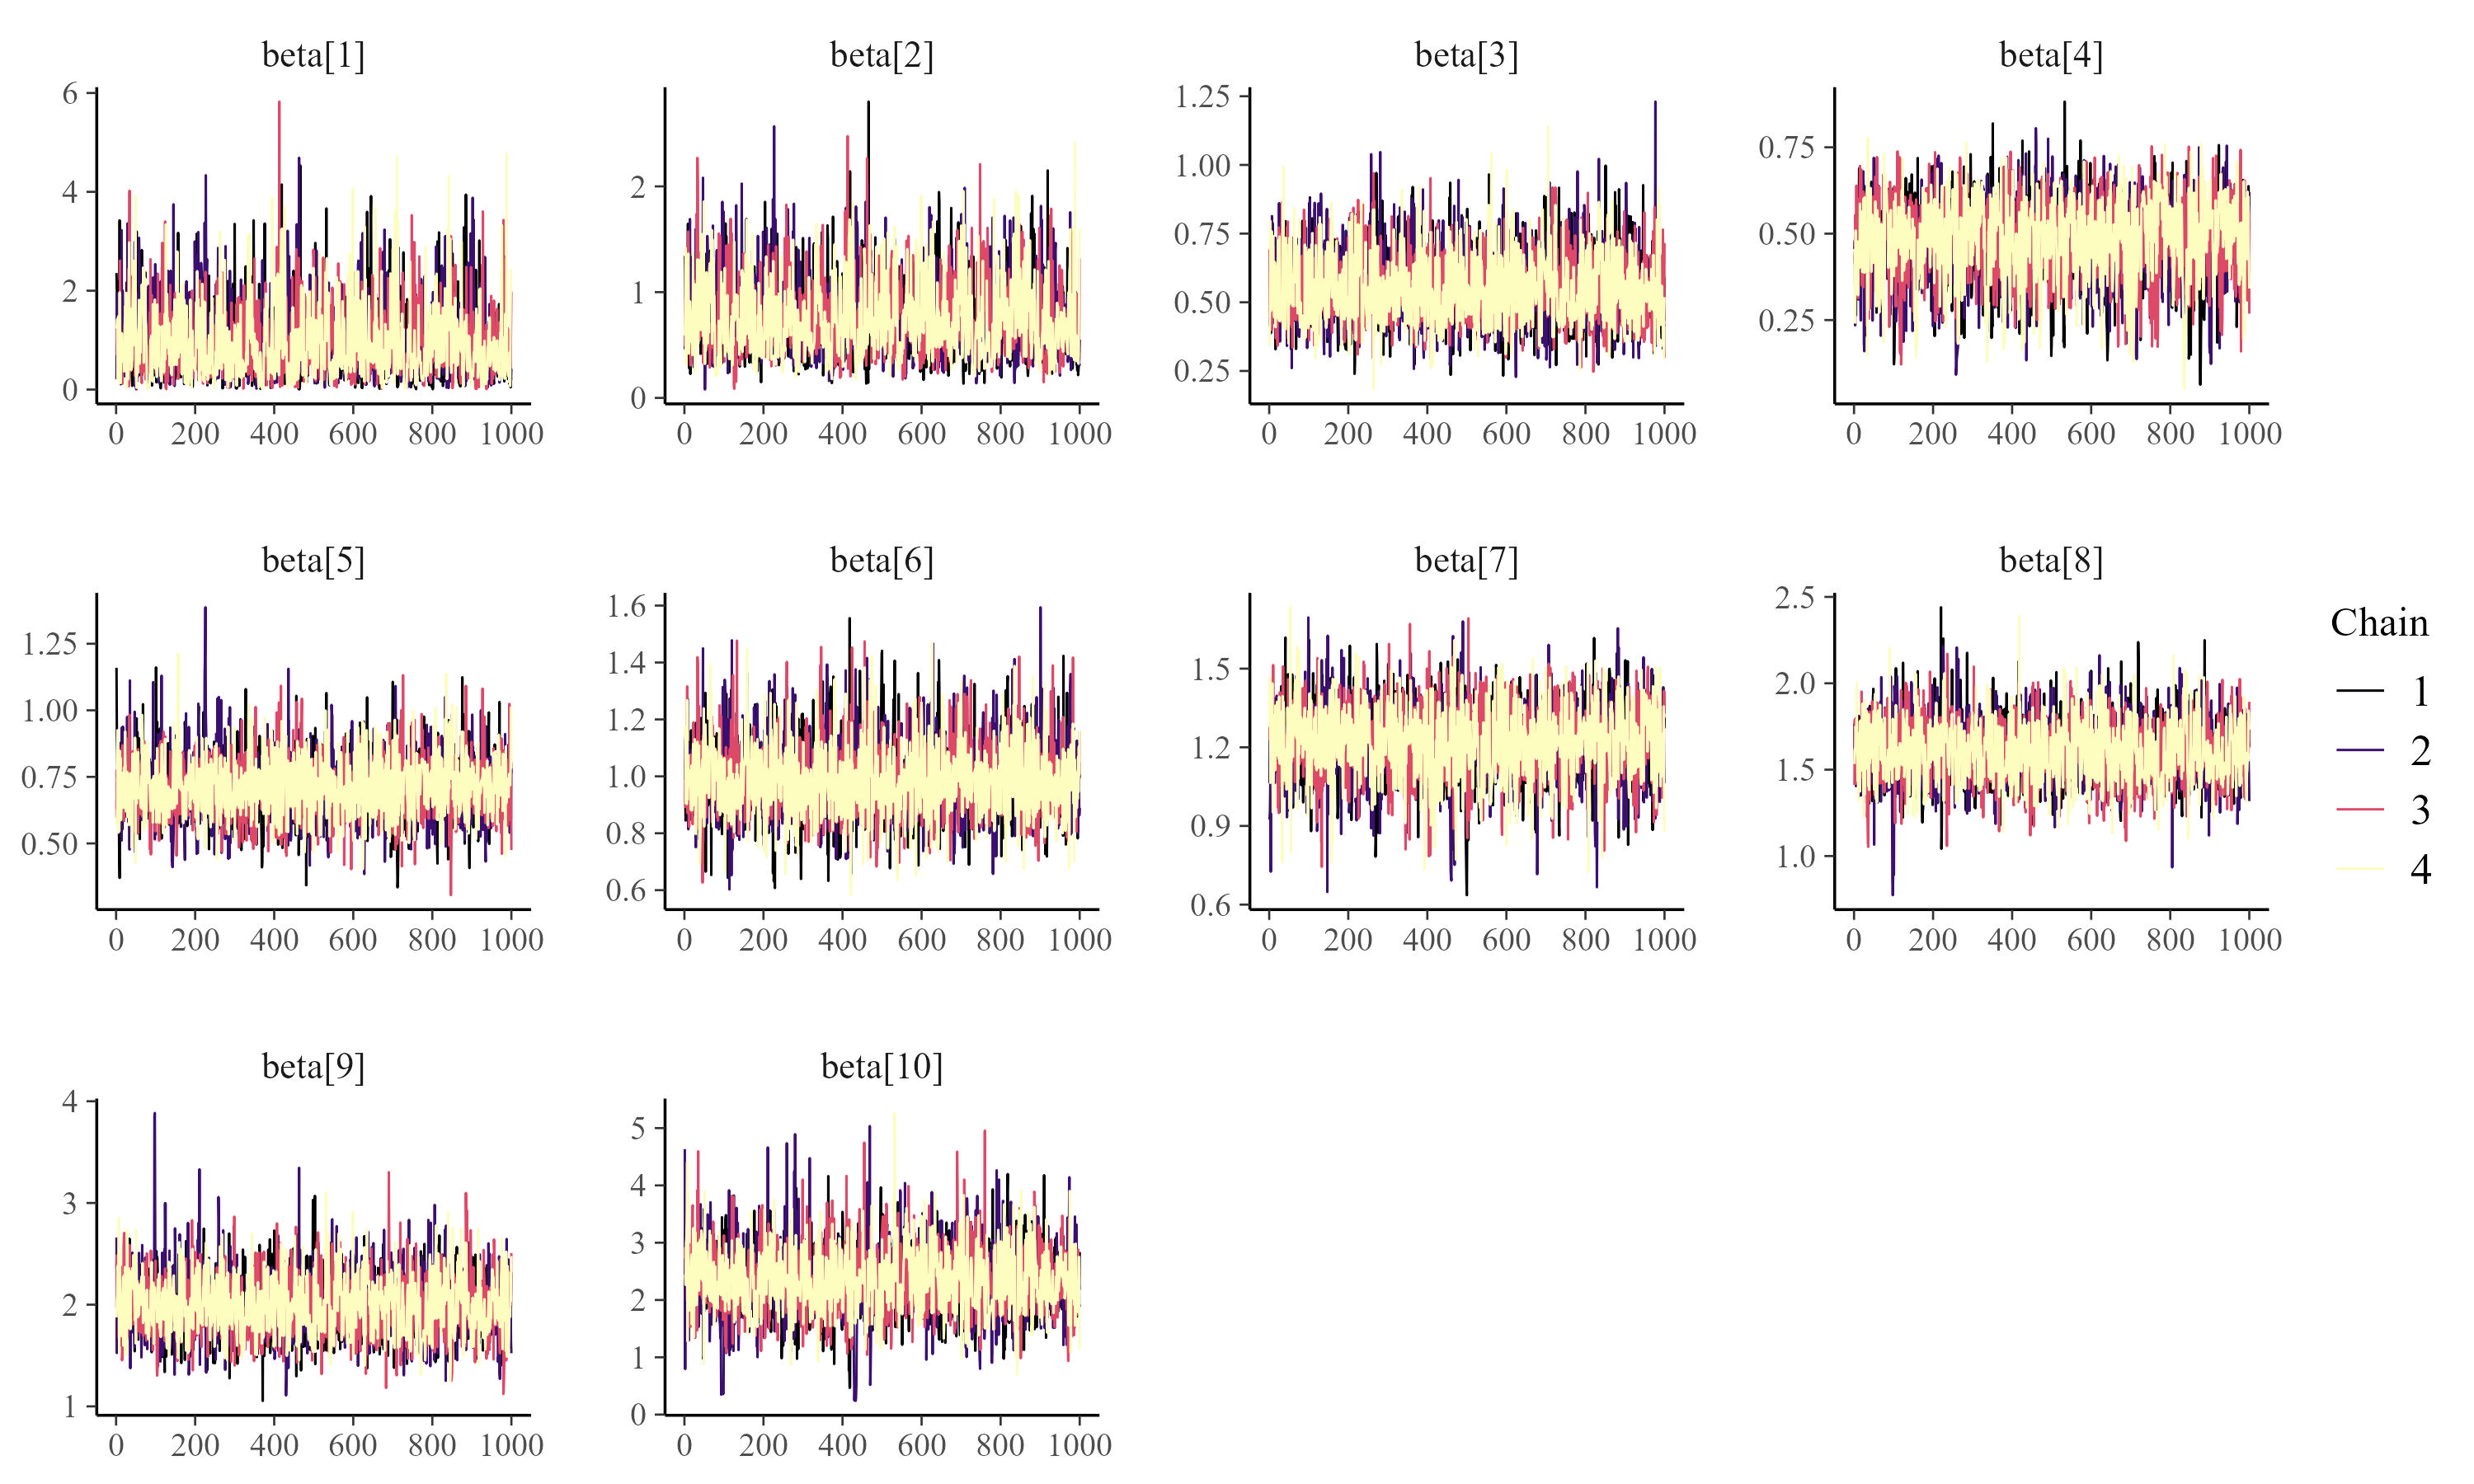 beta[1] beta[2] beta[3] beta[4]
6 4 2 0
2 1 0
1.25 1.00 0.75 0.50 0.25
0.75 0.50 0.25
0 200 400 600 800 1000 0 200 400 600 800 1000 0 200 400 600 800 1000 0 200 400 600 800 1000
beta[5] beta[6] beta[7] beta[8]
1.25 1.00 0.75 0.50
1.6 1.4 1.2 1.0 0.8 0.6
1.5 1.2 0.9 0.6
2.5 2.0 1.5 1.0
0 200 400 600 800 1000 0 200 400 600 800 1000 0 200 400 600 800 1000 0 200 400 600 800 1000
Chain
1
2
3
4
beta[9] beta[10]
4 3 2 1
5 4 3 2 1 0
0 200 400 600 800 1000 0 200 400 600 800 1000